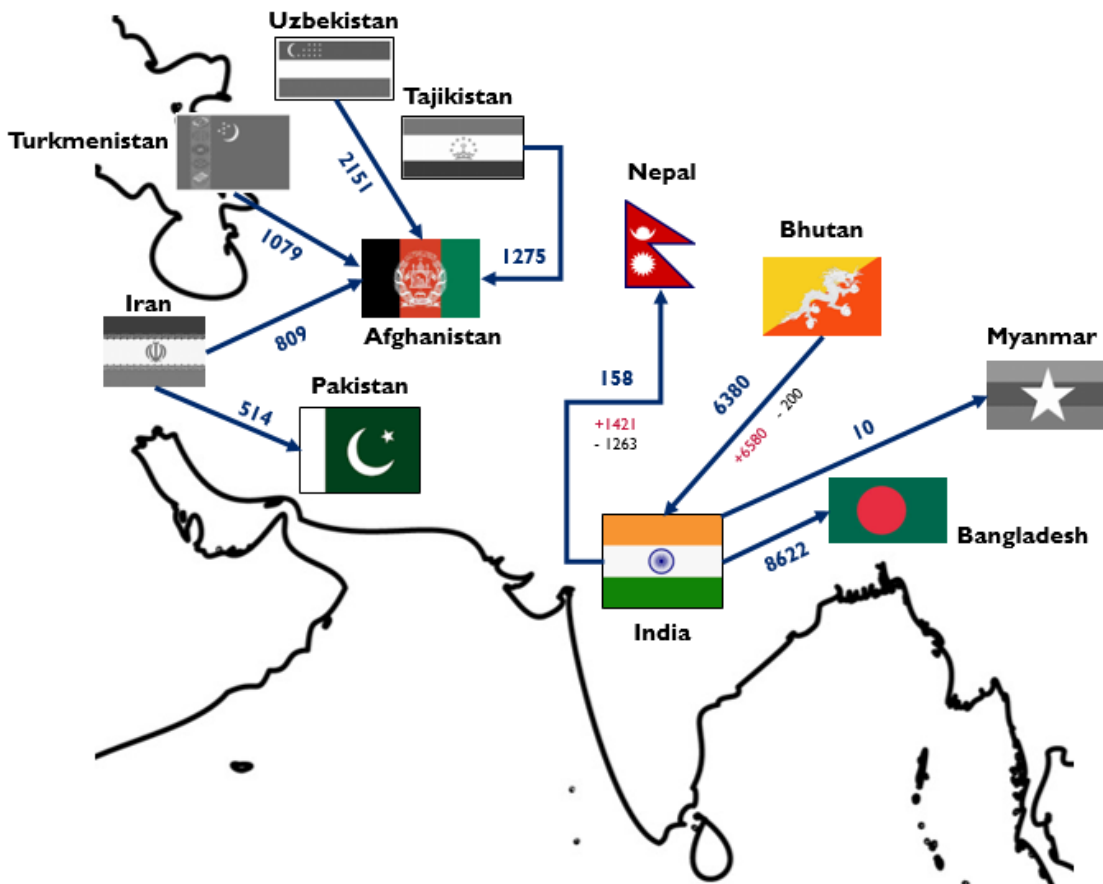 Uzbekistan
Tajikistan
Turkmenistan
2151
Nepal
Bhutan
1079
1275
Iran
809
Afghanistan
Myanmar
Pakistan
158
6380
- 200
514
+1421
- 1263
+6580
10
8622
Bangladesh
India